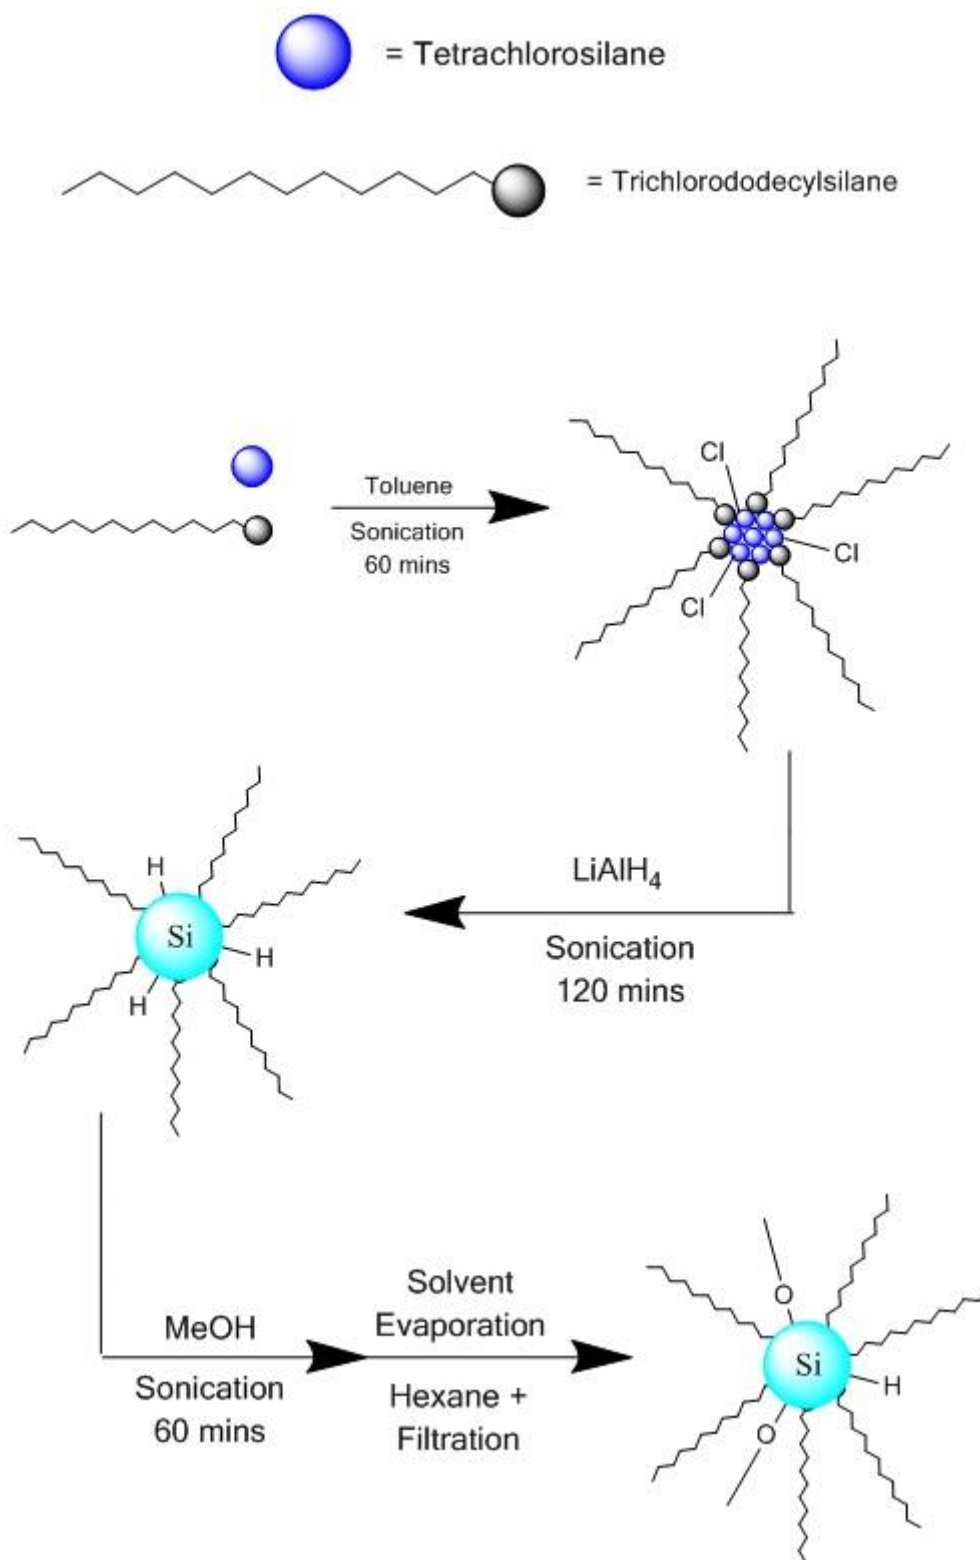 = Tetrachlorosilane
= Trichlorododecylsilane
Toluene
Sonication
60 mins
Cl
Cl
Cl
LiAlH4
Sonication
120 mins
H
Si
H
H
MeOH
Sonication
60 mins
Solvent
Evaporation
Hexane +
Filtration
O
Si
H
O